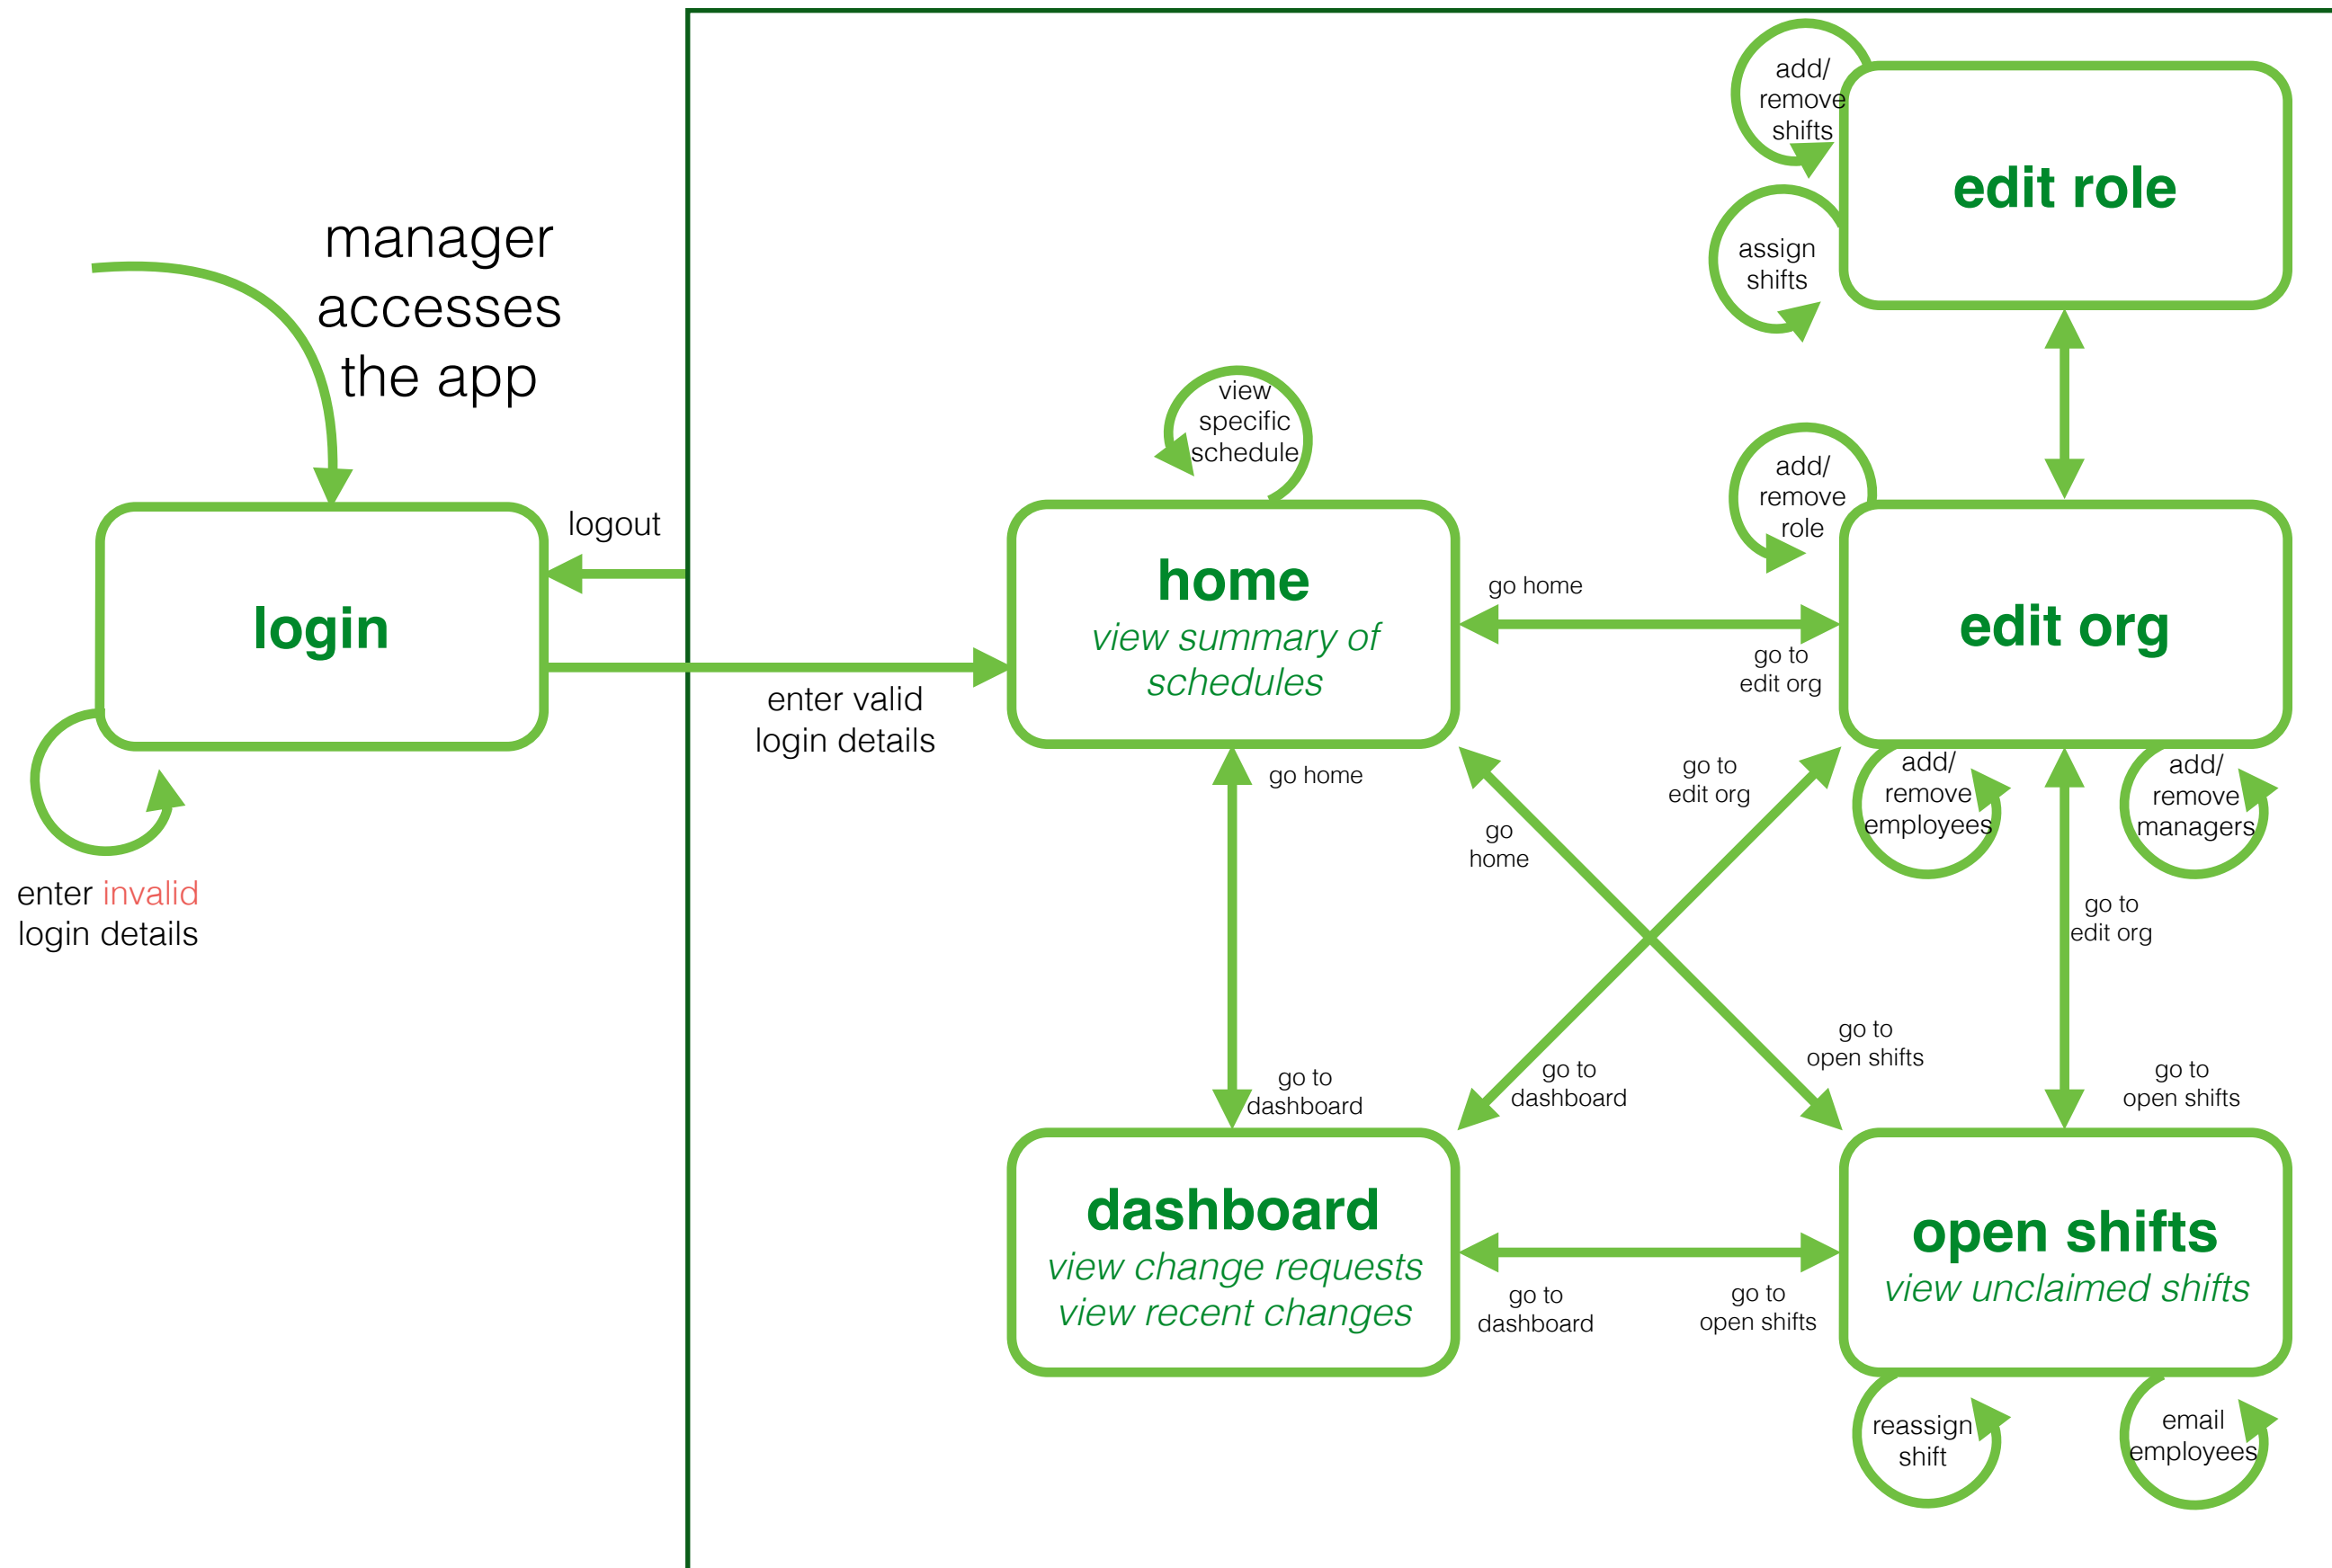 manager
accesses
the app
login
logout
enter valid
login details
enter invalid
login details
view
specific
schedule
home
view summary of
schedules
add/
remove
shifts
assign
shifts
edit role
add/
remove
role
edit org
go home
go to
edit org
add/
remove
employees
add/
remove
managers
go home
go to
dashboard
go to
edit org
go
home
go to
dashboard
go to
open shifts
go to
edit org
go to
open shifts
dashboard
view change requests
view recent changes
go to
dashboard
go to
open shifts
open shifts
view unclaimed shifts
reassign
shift
email
employees